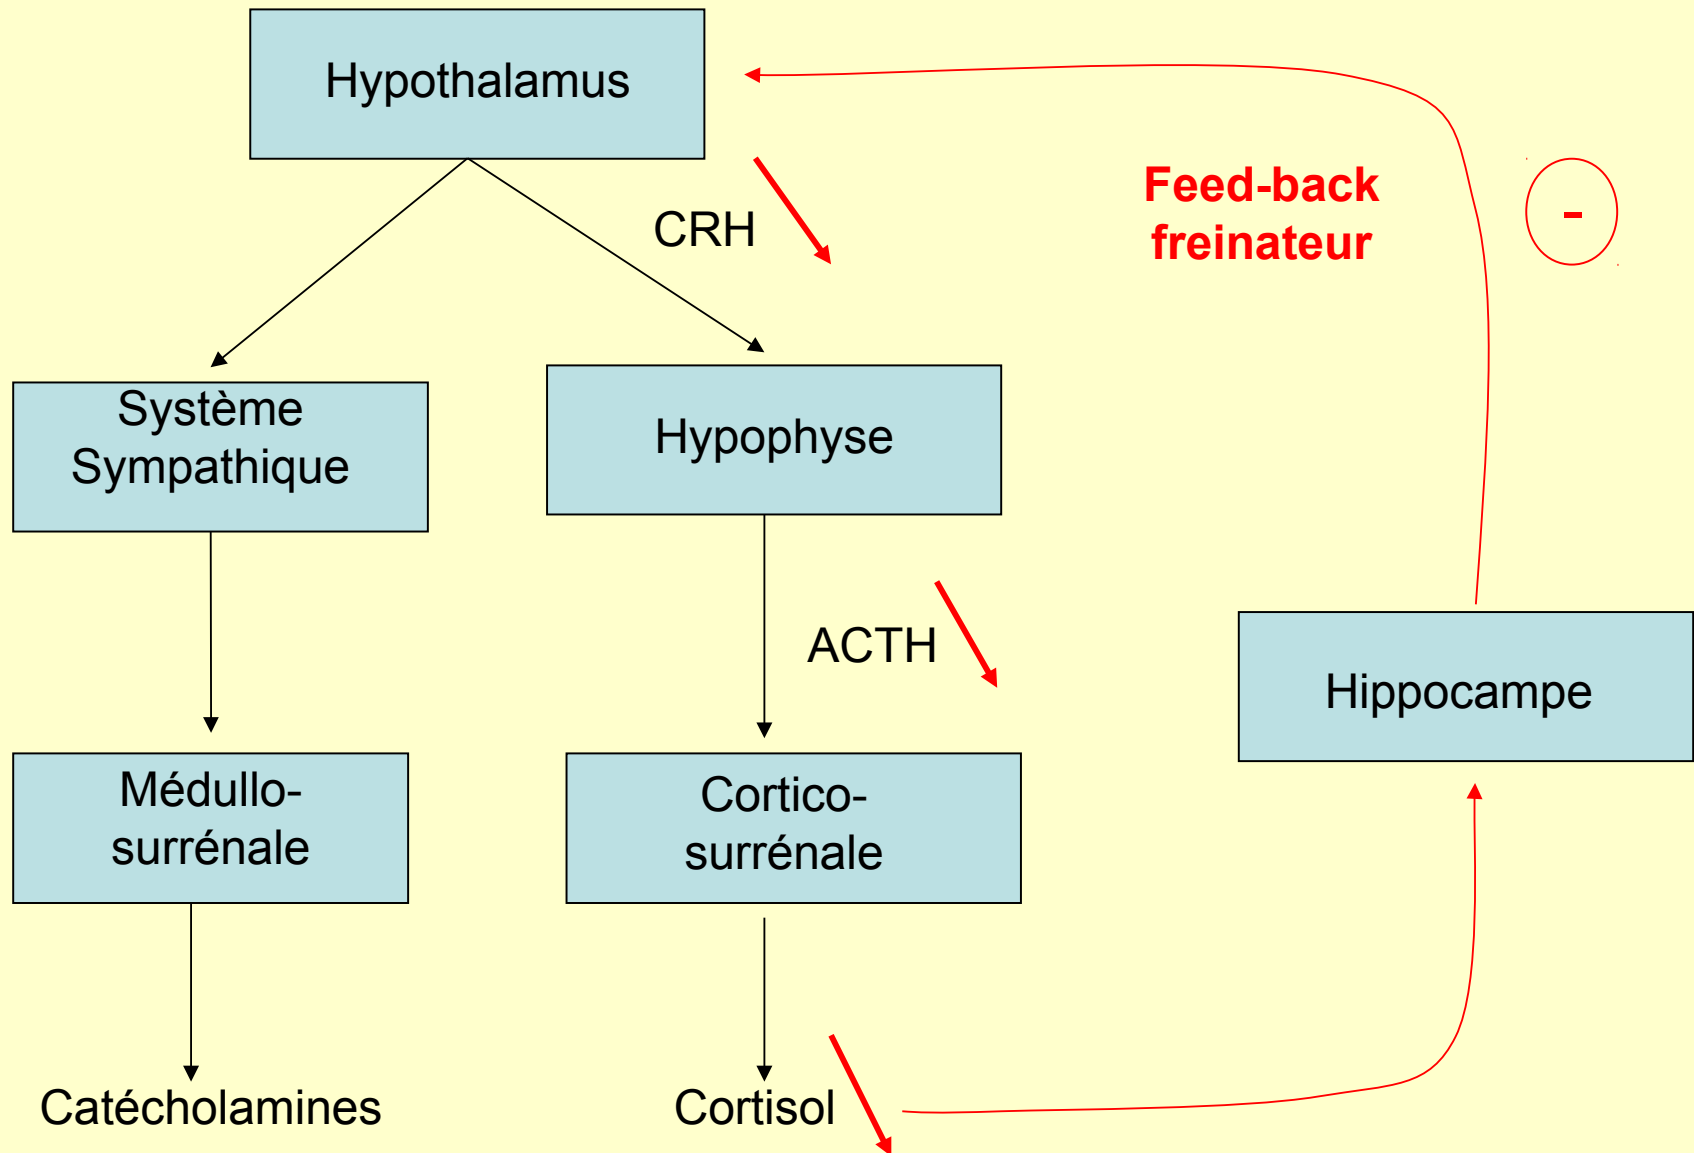 Hypothalamus
CRH
Feed-back
freinateur
-
Système
Sympathique
Hypophyse
ACTH
Hippocampe
Médullo-
surrénale
Cortico-
surrénale
Catécholamines
Cortisol